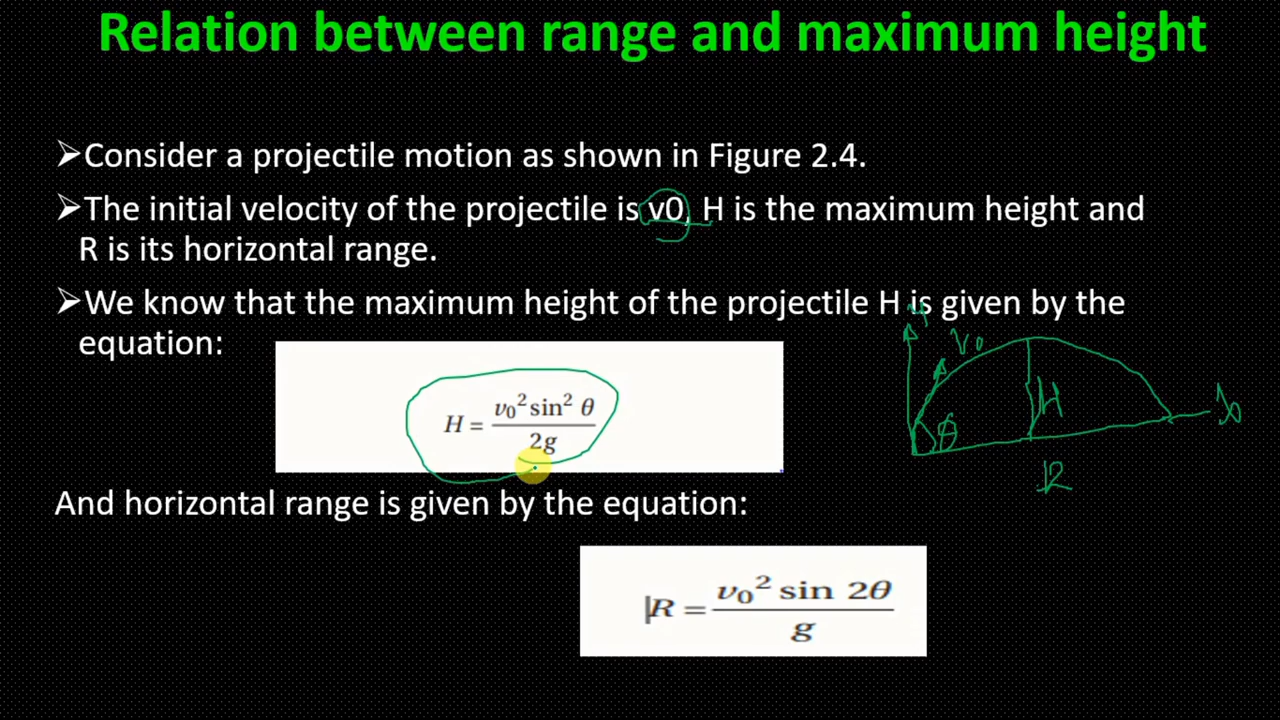 Relation between range and maximum height
➢Consider a projectile motion as shown in Figure 2.4.
➢The initial velocity of the projectile is v0, H is the maximum height and
R is its horizontal range.
➢We know that the maximum height of the projectile H is given by the
equation:
H = v₀² sin² θ / 2g
y
v0
H
θ
R
And horizontal range is given by the equation:
R = v₀² sin 2θ / g